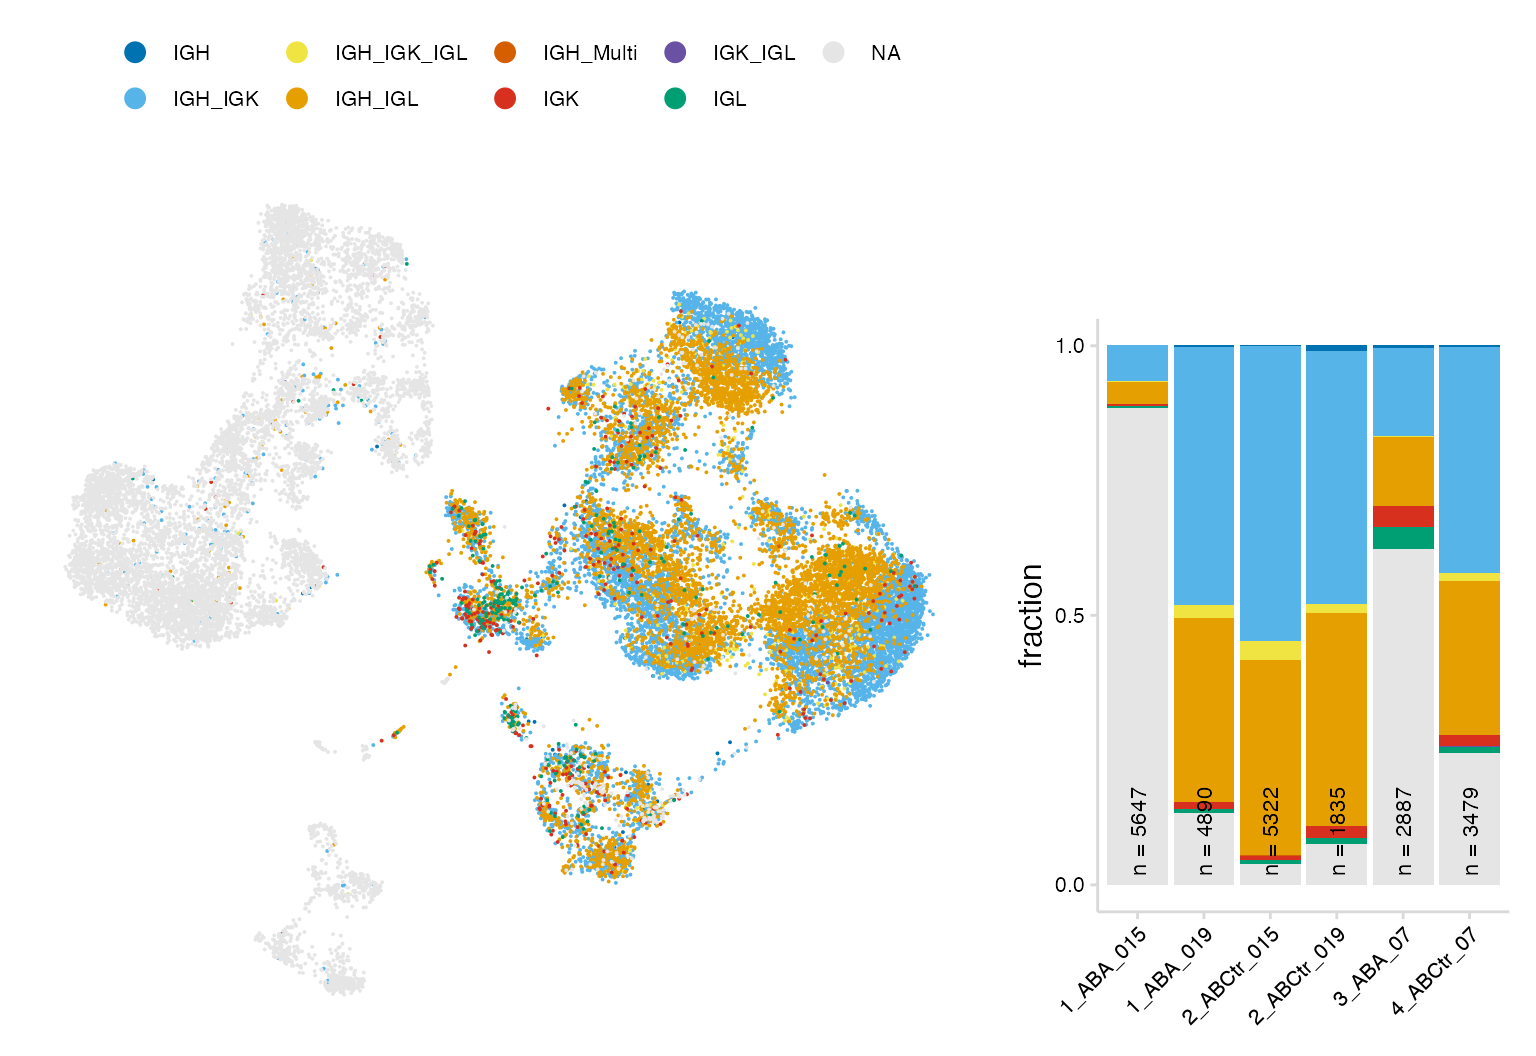 IGH IGH_IGK_IGL IGH_Multi IGK_IGL NA
IGH_IGK IGH_IGL IGK IGL
1.0
0.5
0.0
fraction
n = 5647
n = 4890
n = 5322
n = 1835
n = 2887
n = 3479
1_ABA_015
1_ABA_019
2_ABCtr_015
2_ABCtr_019
3_ABA_07
4_ABCtr_07